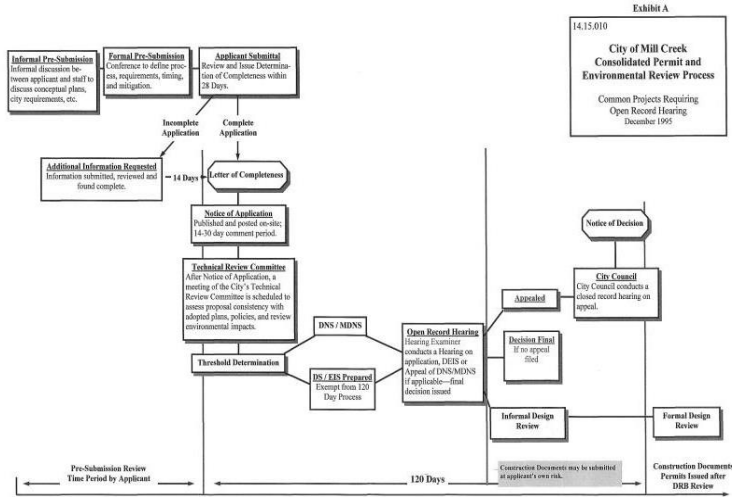 Exhibit A
14.15.010
City of Mill Creek
Consolidated Permit and
Environmental Review Process
Common Projects Requiring
Open Record Hearing
December 1995
Informal Pre-Submission
Informal discussion be-
tween applicant and staff to
discuss conceptual plans,
city requirements, etc.
Formal Pre-Submission
Conference to define proc-
ess, requirements, timing,
and mitigation.
Applicant Submittal
Review and Issue Determina-
tion of Completeness within
28 Days.
Incomplete
Application
Complete
Application
Additional Information Requested
Information submitted, reviewed and
found complete.
14 Days
Letter of Completeness
Notice of Application
Published and posted on-site;
14-30 day comment period.
Technical Review Committee
After Notice of Application, a
meeting of the City's Technical
Review Committee is scheduled to
assess proposal consistency with
adopted plans, policies, and review
environmental impacts.
Threshold Determination
DNS / MDNS
DS / EIS Prepared
Exempt from 120
Day Process
Open Record Hearing
Hearing Examiner
conducts a Hearing on
application, DEIS or
Appeal of DNS/MDNS
if applicable—final
decision issued
Appealed
Decision Final
If no appeal
filed
Notice of Decision
City Council
City Council conducts a
closed record hearing on
appeal.
Informal Design
Review
Formal Design
Review
Pre-Submission Review
Time Period by Applicant
120 Days
Construction Documents may be submitted
at applicant's own risk.
Construction Documents
Permits Issued after
DRB Review